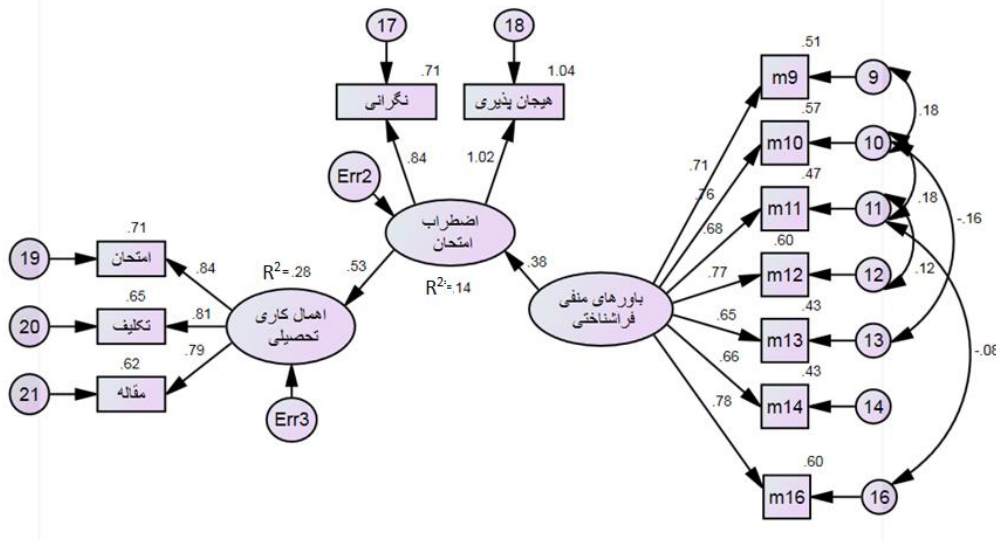 17
18
.71
1.04
نگرانی
هیجان پذیری
.84
1.02
Err2
اضطراب
امتحان
R²=.14
.53
.38
19
.71
امتحان
.84
20
.65
تکلیف
.81
21
.62
مقاله
.79
R²=.28
اهمال کاری
تحصیلی
Err3
باورهای منفی
فراشناختی
.51
m9
9
.71
.18
.57
m10
10
.76
.47
m11
11
.68
.18
-.16
.60
m12
12
.77
.12
.43
m13
13
.65
-.08
.43
m14
14
.66
.60
m16
16
.78